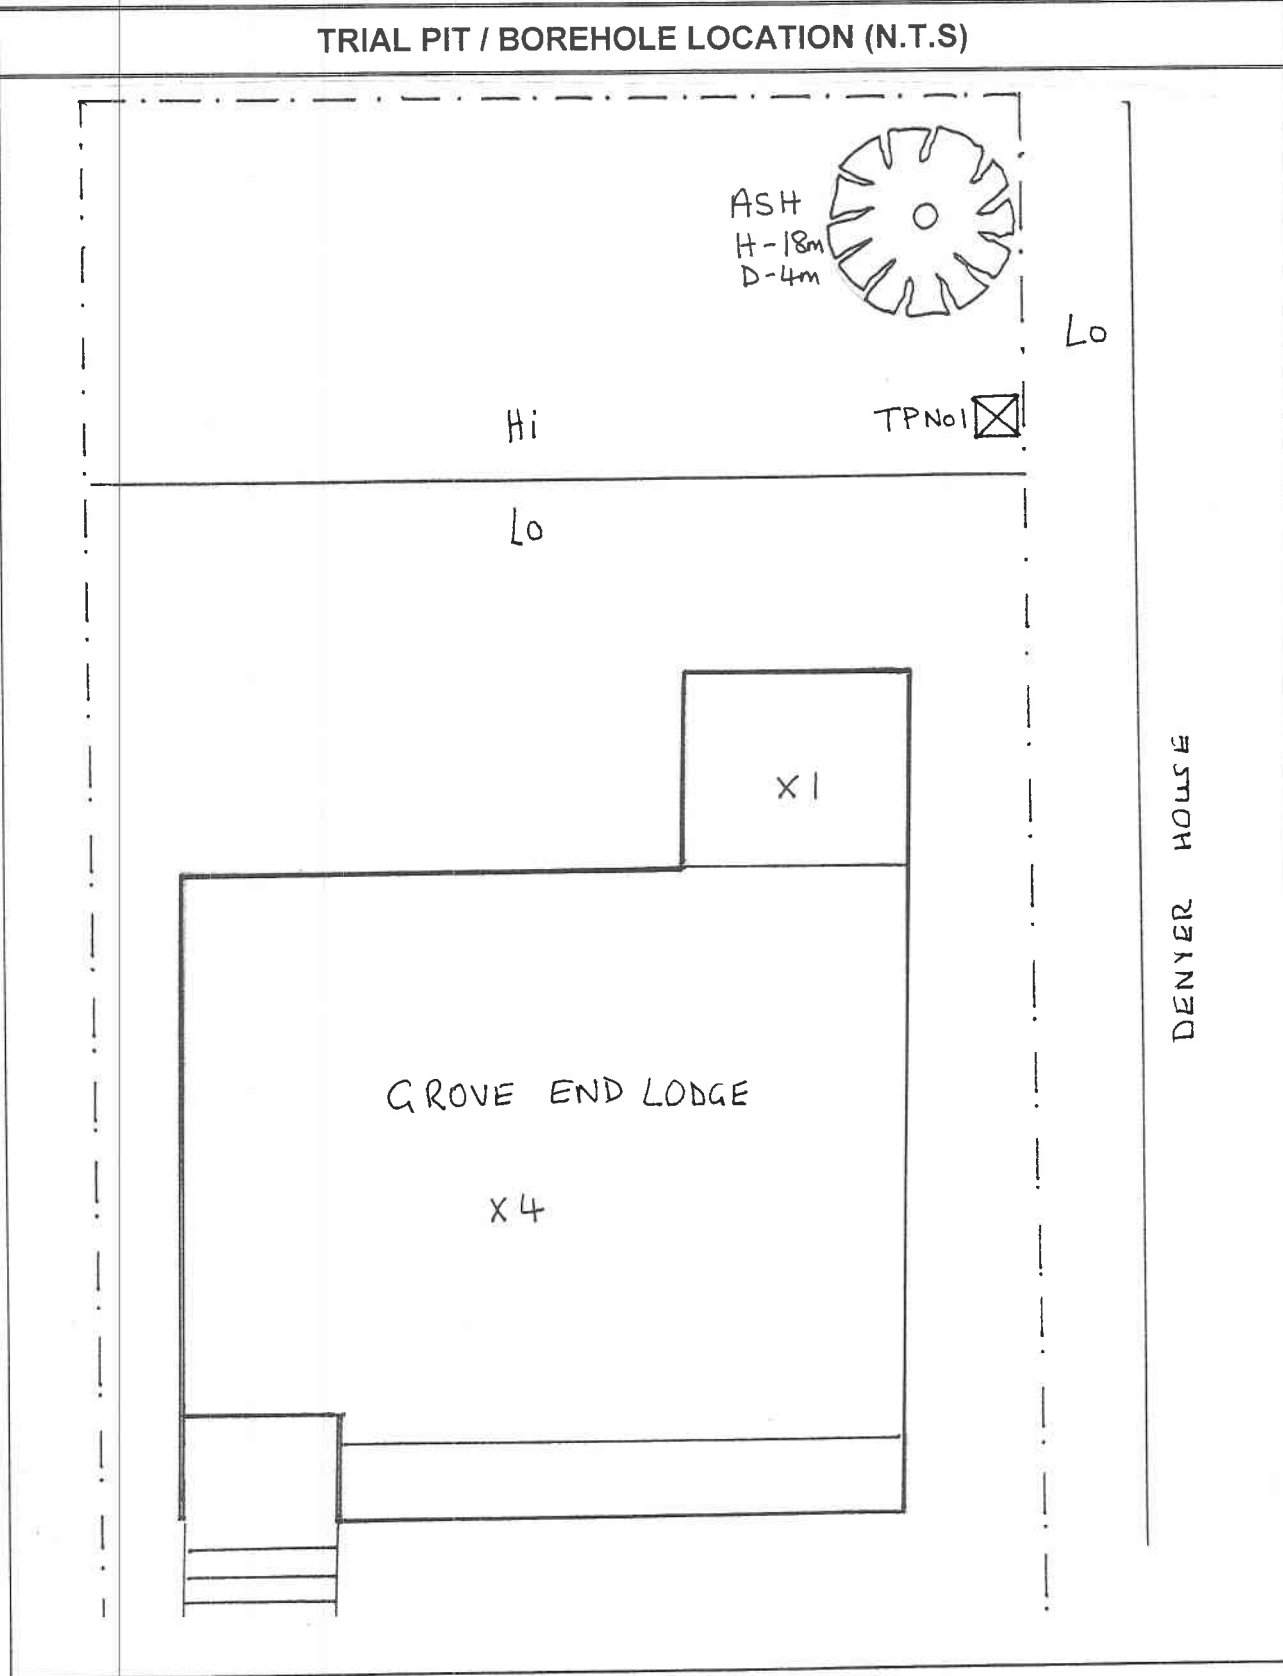 TRIAL PIT / BOREHOLE LOCATION (N.T.S)
ASH
H-18m
D-4m
Lo
Hi
TPNo1
Lo
X1
DENYER HOUSE
GROVE END LODGE
X4